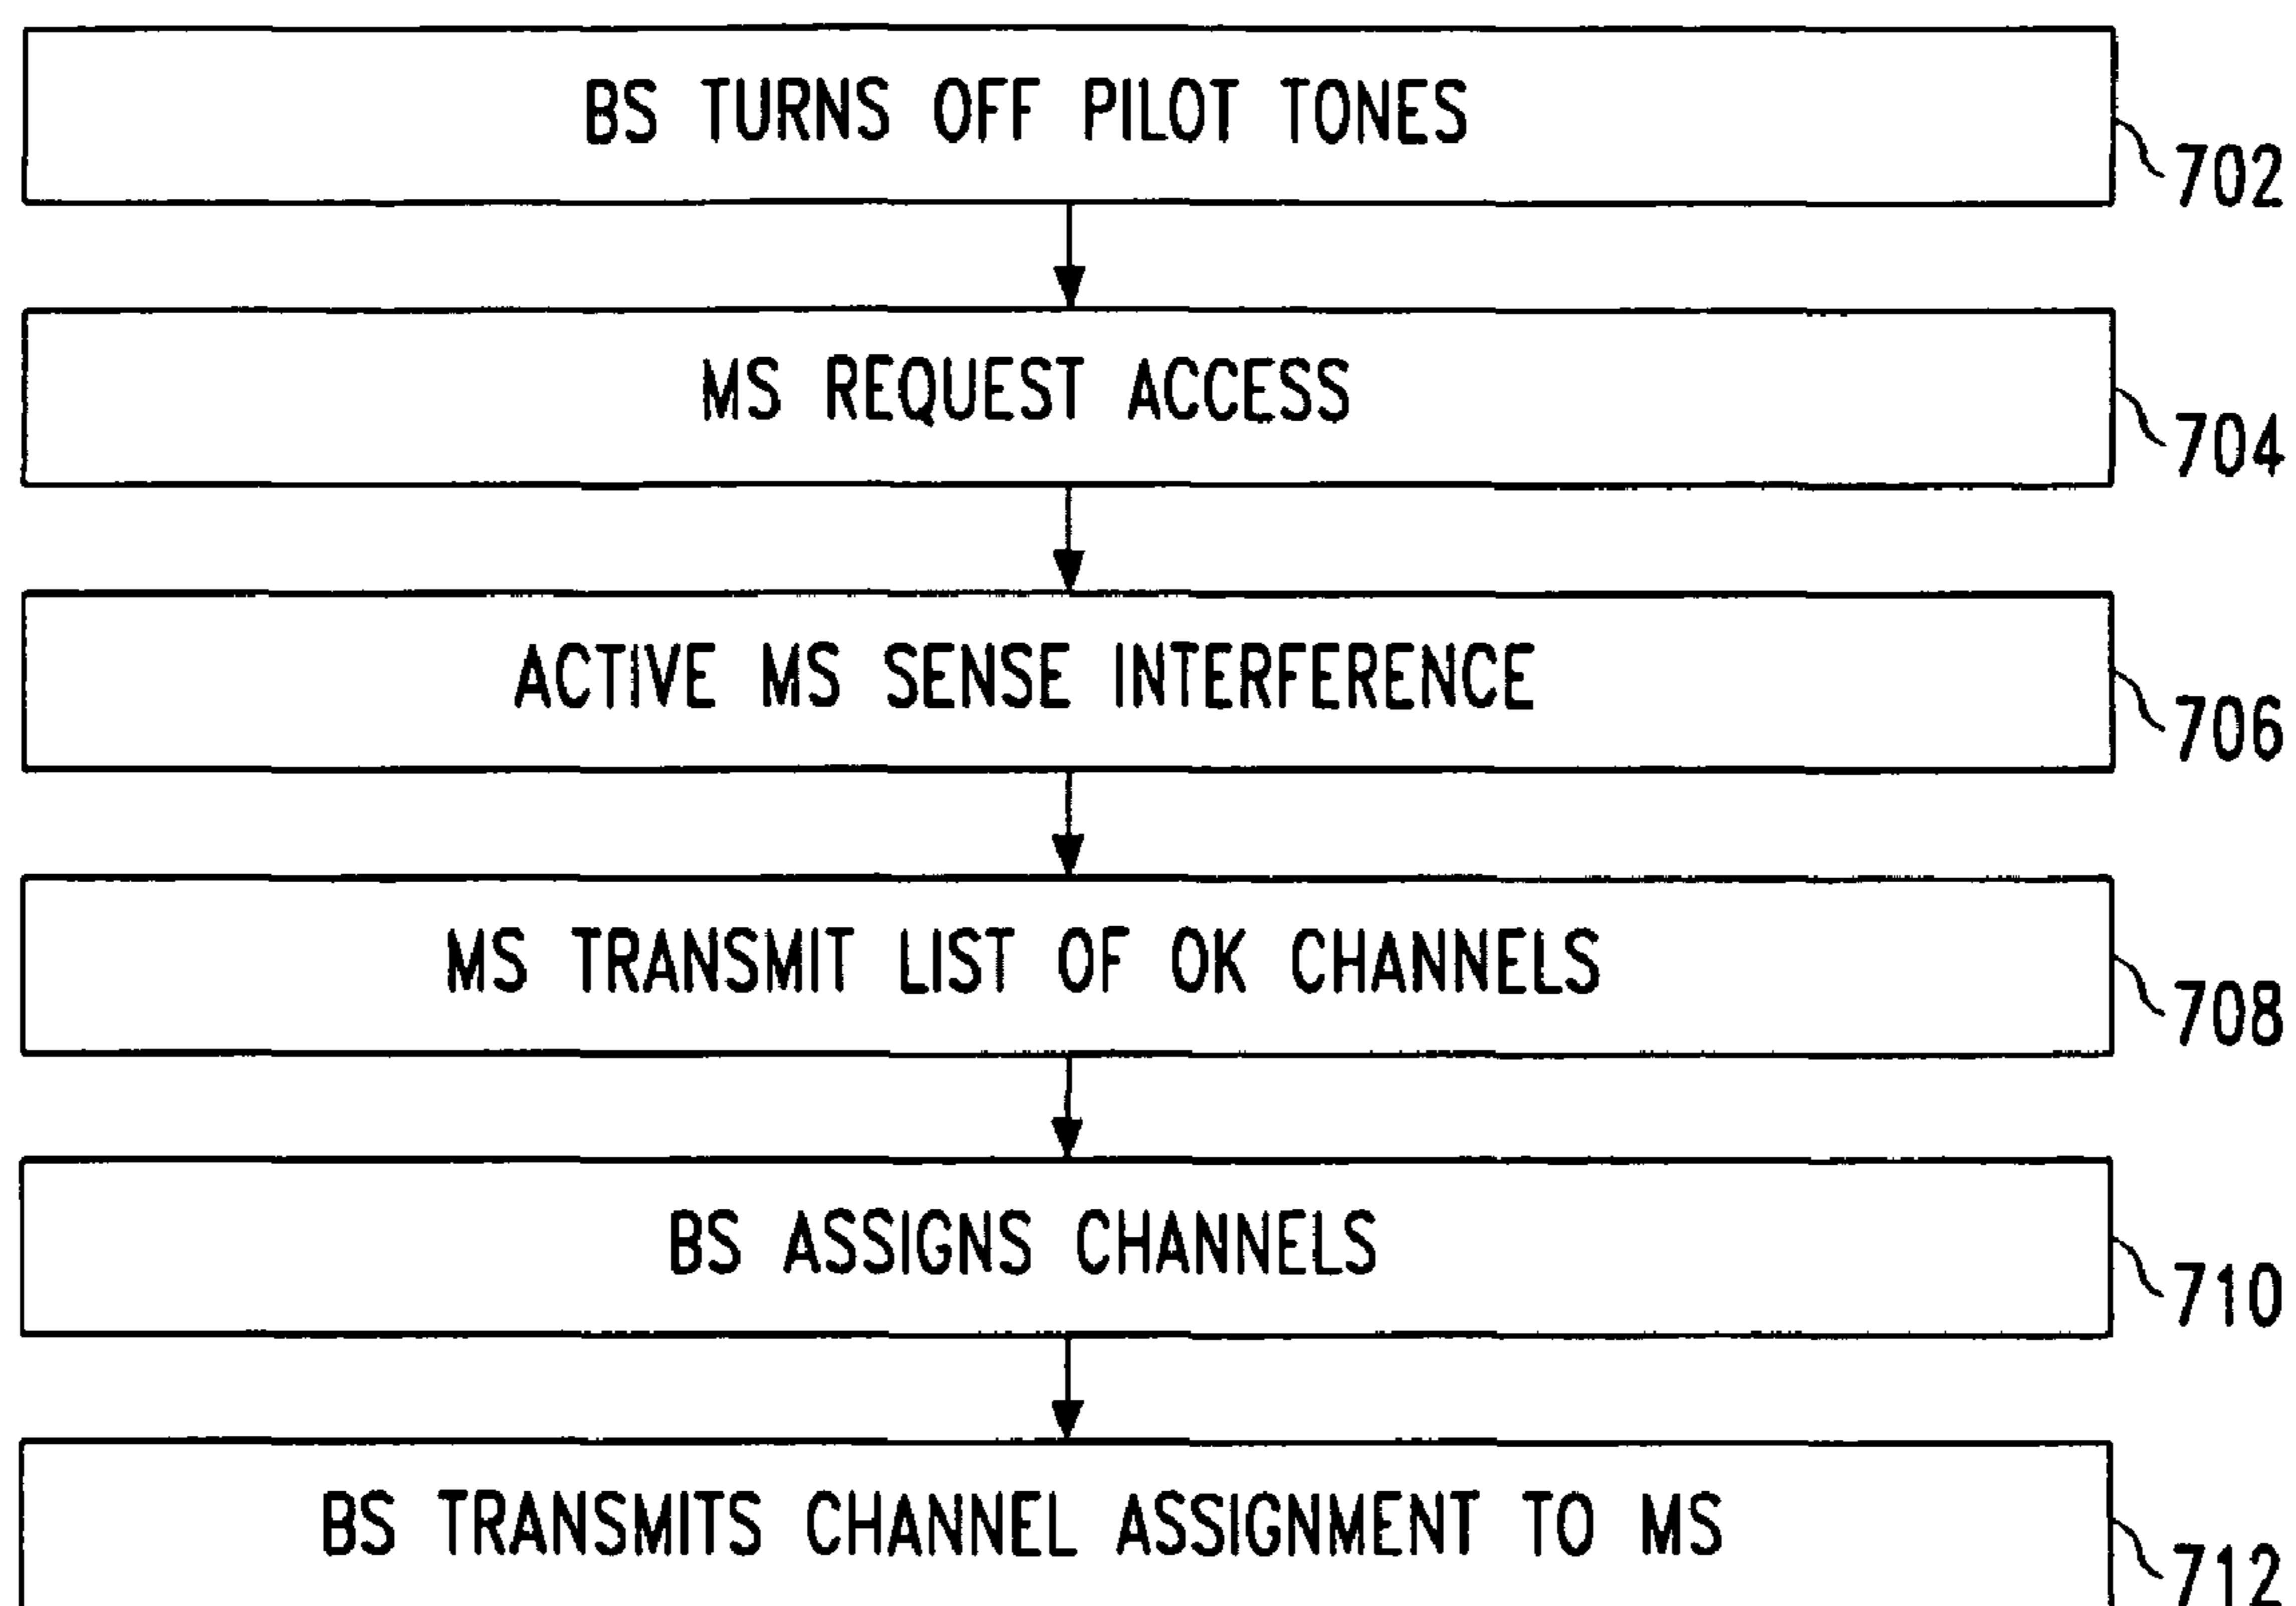 BS TURNS OFF PILOT TONES
702
MS REQUEST ACCESS
704
ACTIVE MS SENSE INTERFERENCE
706
MS TRANSMIT LIST OF OK CHANNELS
708
BS ASSIGNS CHANNELS
710
BS TRANSMITS CHANNEL ASSIGNMENT TO MS
712